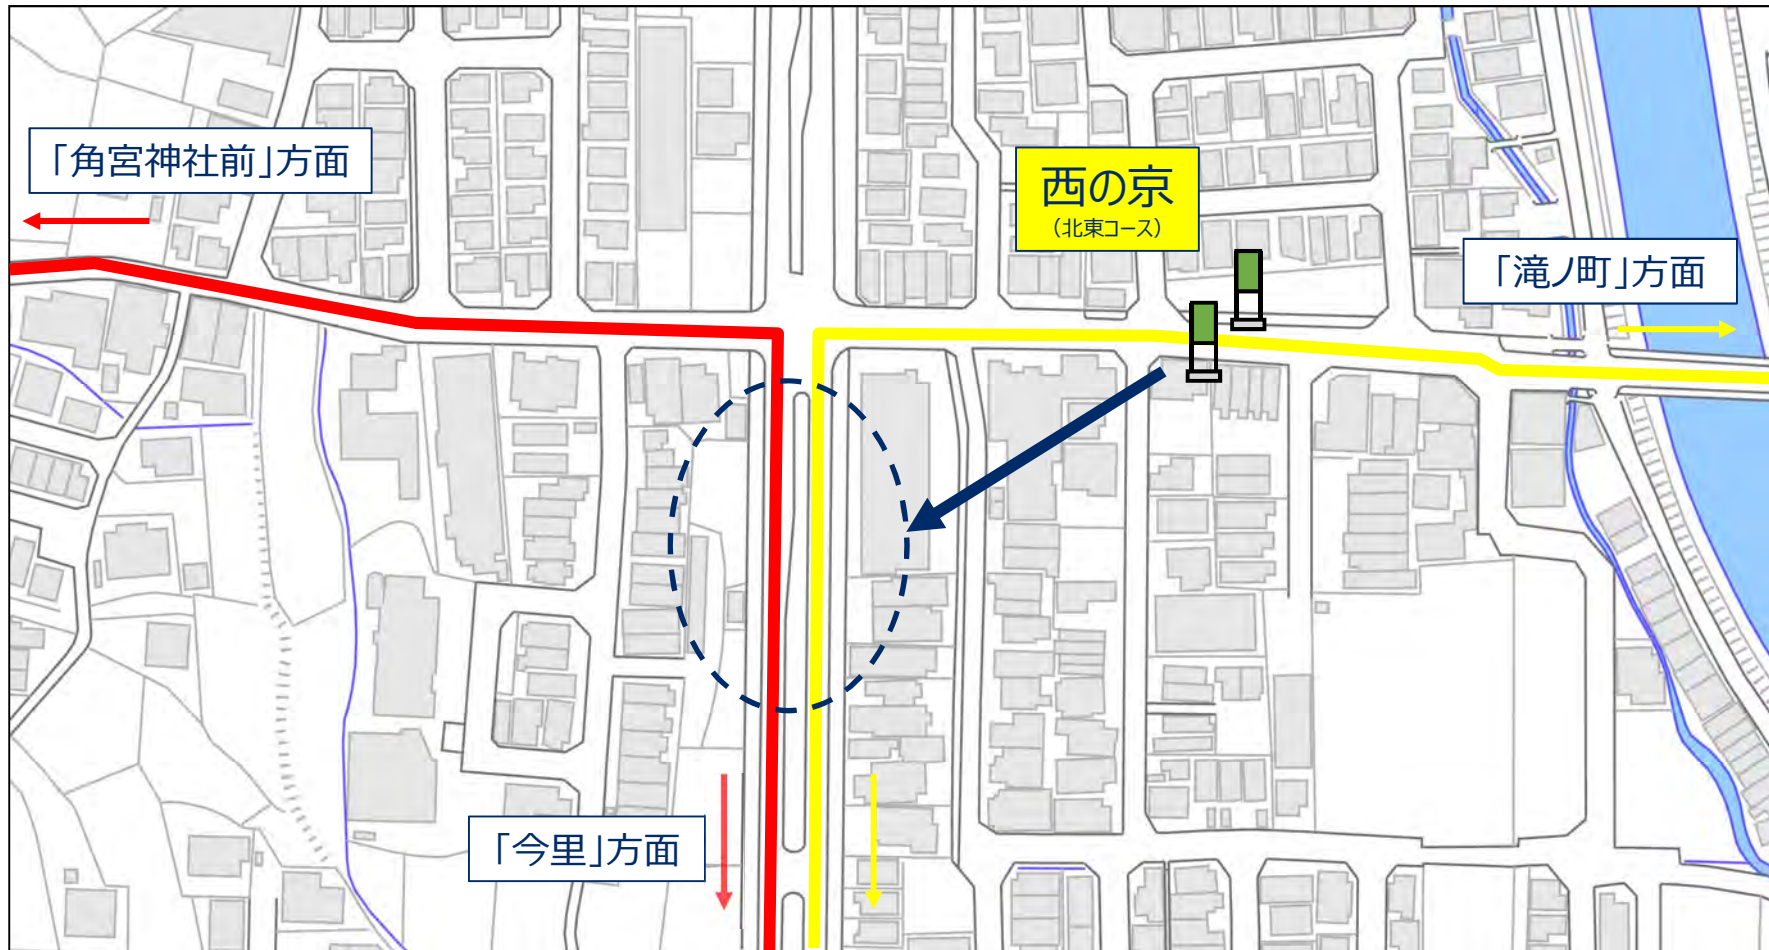 「角宮神社前」方面
西の京
（北東コース）
「滝ノ町」方面
「今里」方面